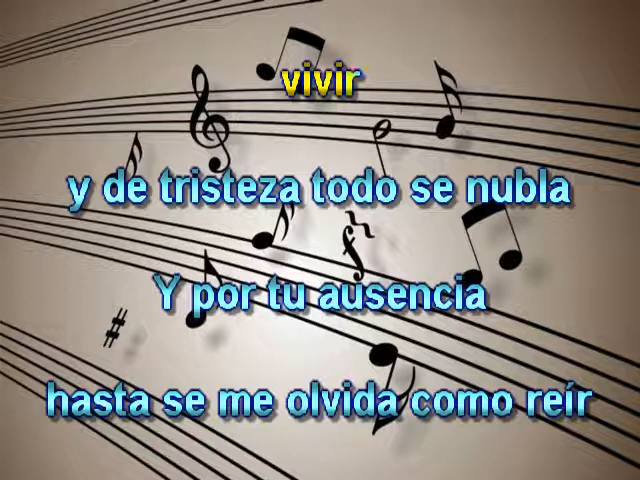 vivir
y de tristeza todo se nubla
Y por tu ausencia
hasta se me olvida como reír